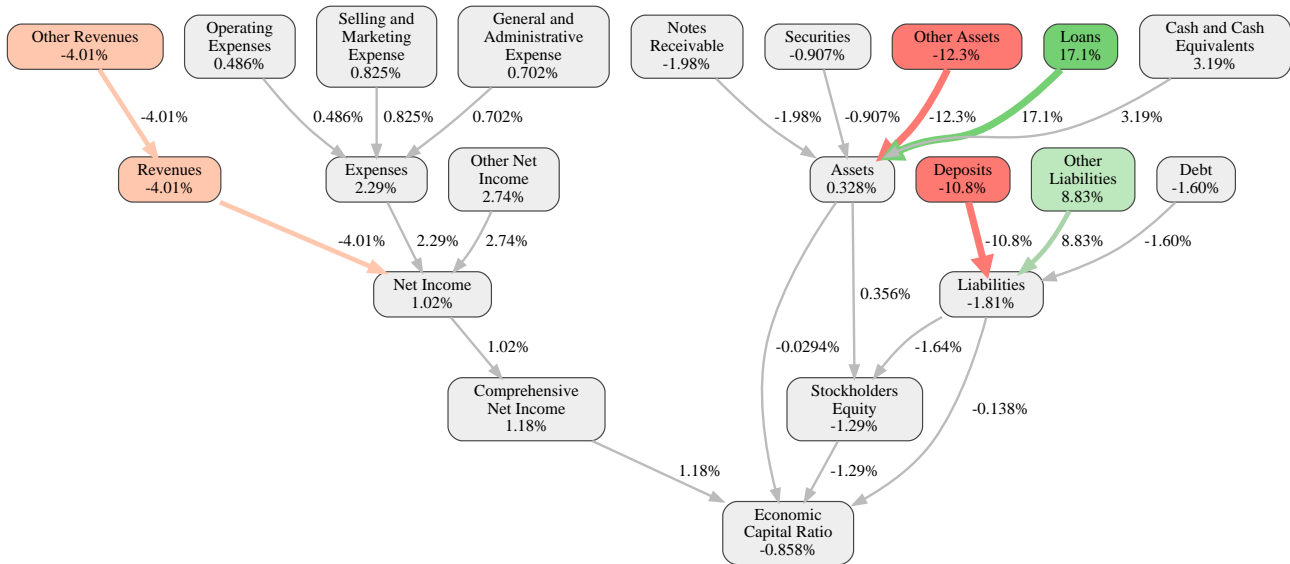 Other Revenues
-4.01%
Operating
Expenses
0.486%
Selling and
Marketing
Expense
0.825%
General and
Administrative
Expense
0.702%
Notes
Receivable
-1.98%
Securities
-0.907%
Other Assets
-12.3%
Loans
17.1%
Cash and Cash
Equivalents
3.19%
-4.01%
0.486%
0.825%
0.702%
-1.98%
-0.907%
-12.3%
17.1%
3.19%
Revenues
-4.01%
Expenses
2.29%
Other Net
Income
2.74%
Assets
0.328%
Deposits
-10.8%
Other
Liabilities
8.83%
Debt
-1.60%
-4.01%
2.29%
2.74%
-10.8%
8.83%
-1.60%
Net Income
1.02%
0.356%
Liabilities
-1.81%
1.02%
-0.0294%
-1.64%
Comprehensive
Net Income
1.18%
Stockholders
Equity
-1.29%
-0.138%
1.18%
-1.29%
Economic
Capital Ratio
-0.858%